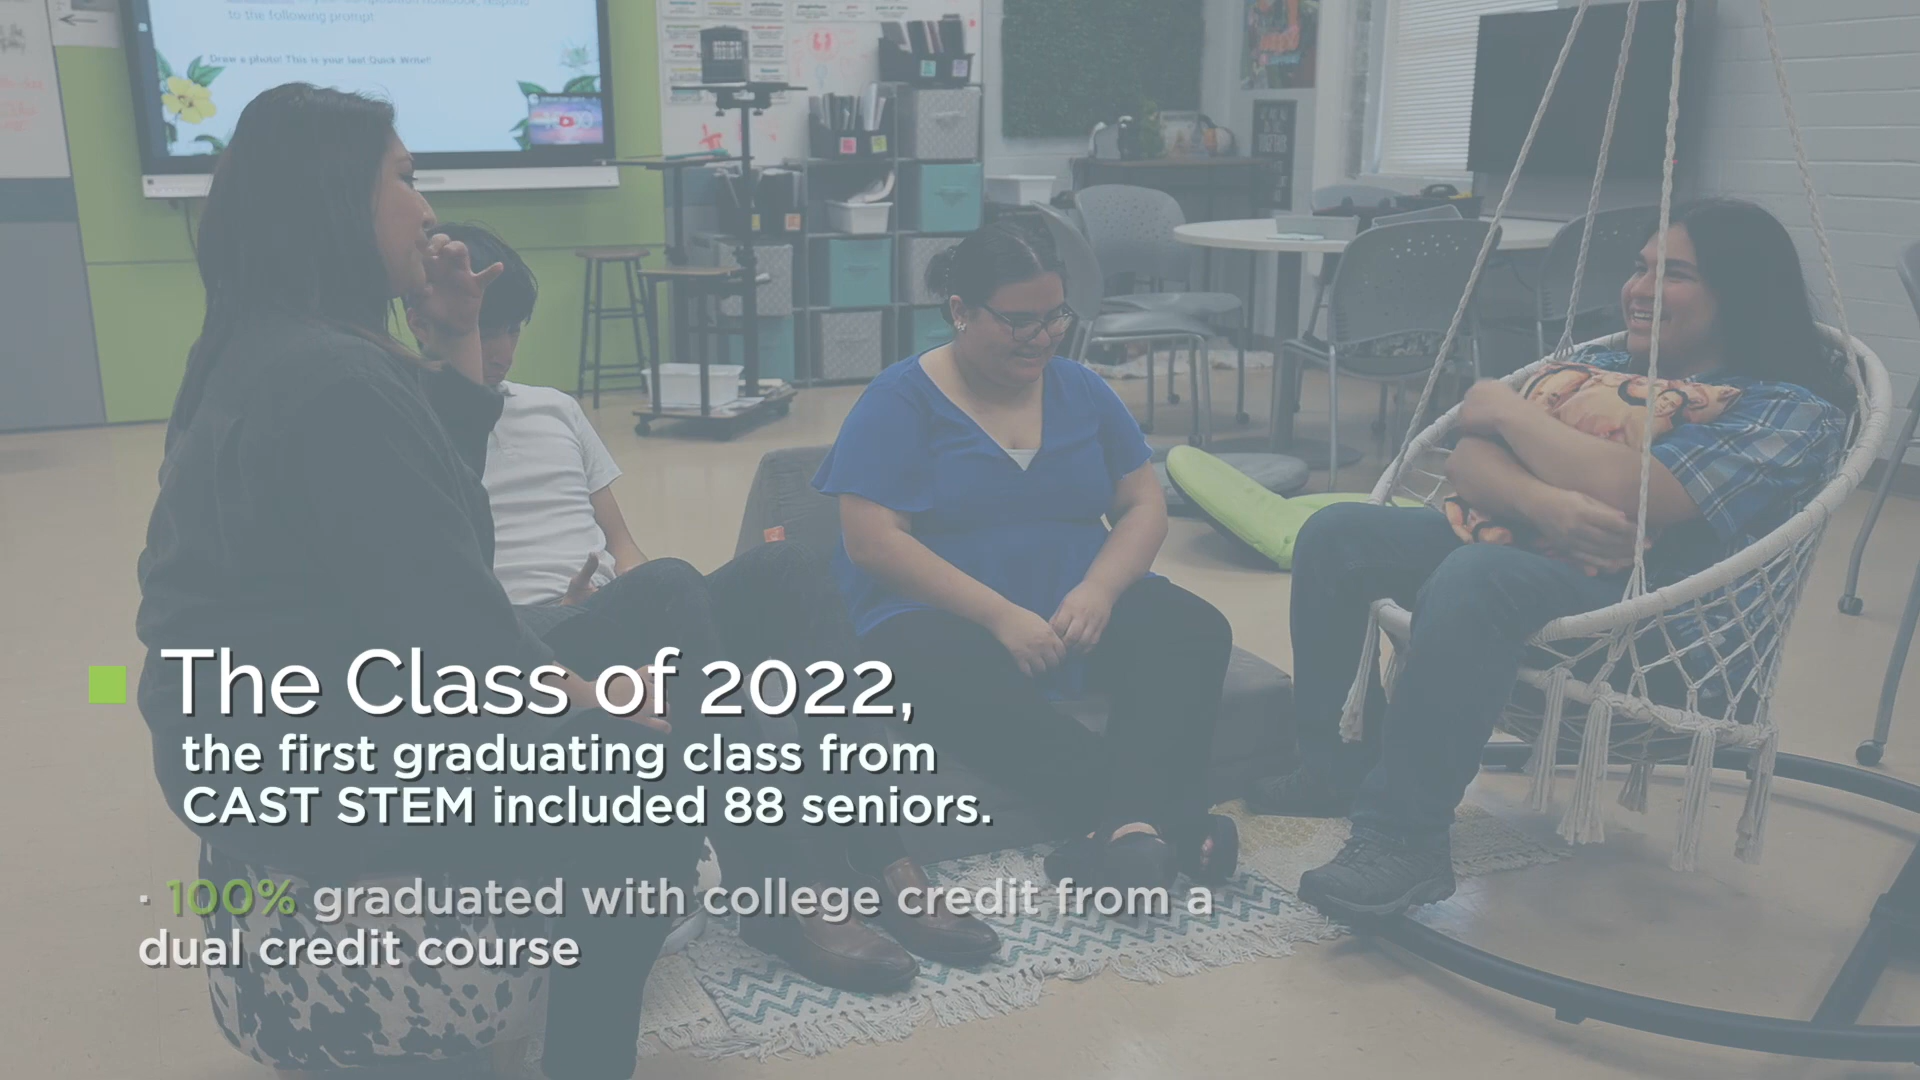 to the following prompt.
Draw a photo! This is your last Quick Write!!
The Class of 2022,
the first graduating class from
CAST STEM included 88 seniors.
· 100% graduated with college credit from a
dual credit course